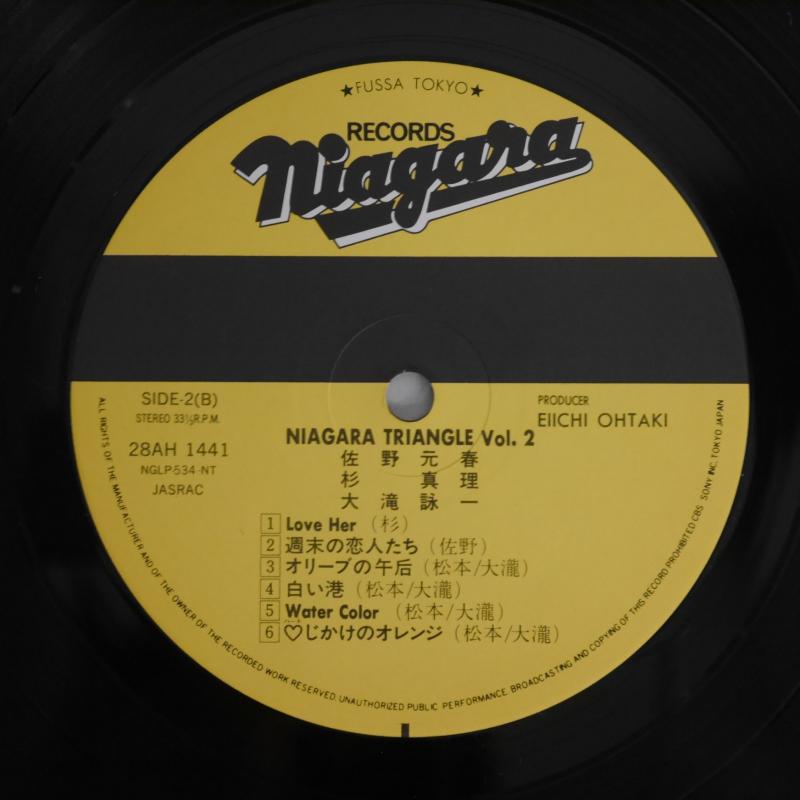 ★FUSSA TOKYO★
RECORDS
Niagara
SIDE-2(B)
STEREO 33⅓R.P.M.
28AH 1441
NGLP-534-NT
JASRAC
PRODUCER
EIICHI OHTAKI
NIAGARA TRIANGLE Vol. 2
佐野元春
杉真理
大滝詠一
1 Love Her (杉)
2 週末の恋人たち (佐野)
3 オリーブの午后 (松本/大瀧)
4 白い港 (松本/大瀧)
5 Water Color (松本/大瀧)
6 ♡じかけのオレンジ (松本/大瀧)
ALL RIGHTS OF THE MANUFACTURER AND OF THE OWNER OF THE RECORDED WORK RESERVED. UNAUTHORIZED PUBLIC PERFORMANCE, BROADCASTING AND COPYING OF THIS RECORD PROHIBITED CBS SONY INC. TOKYO JAPAN